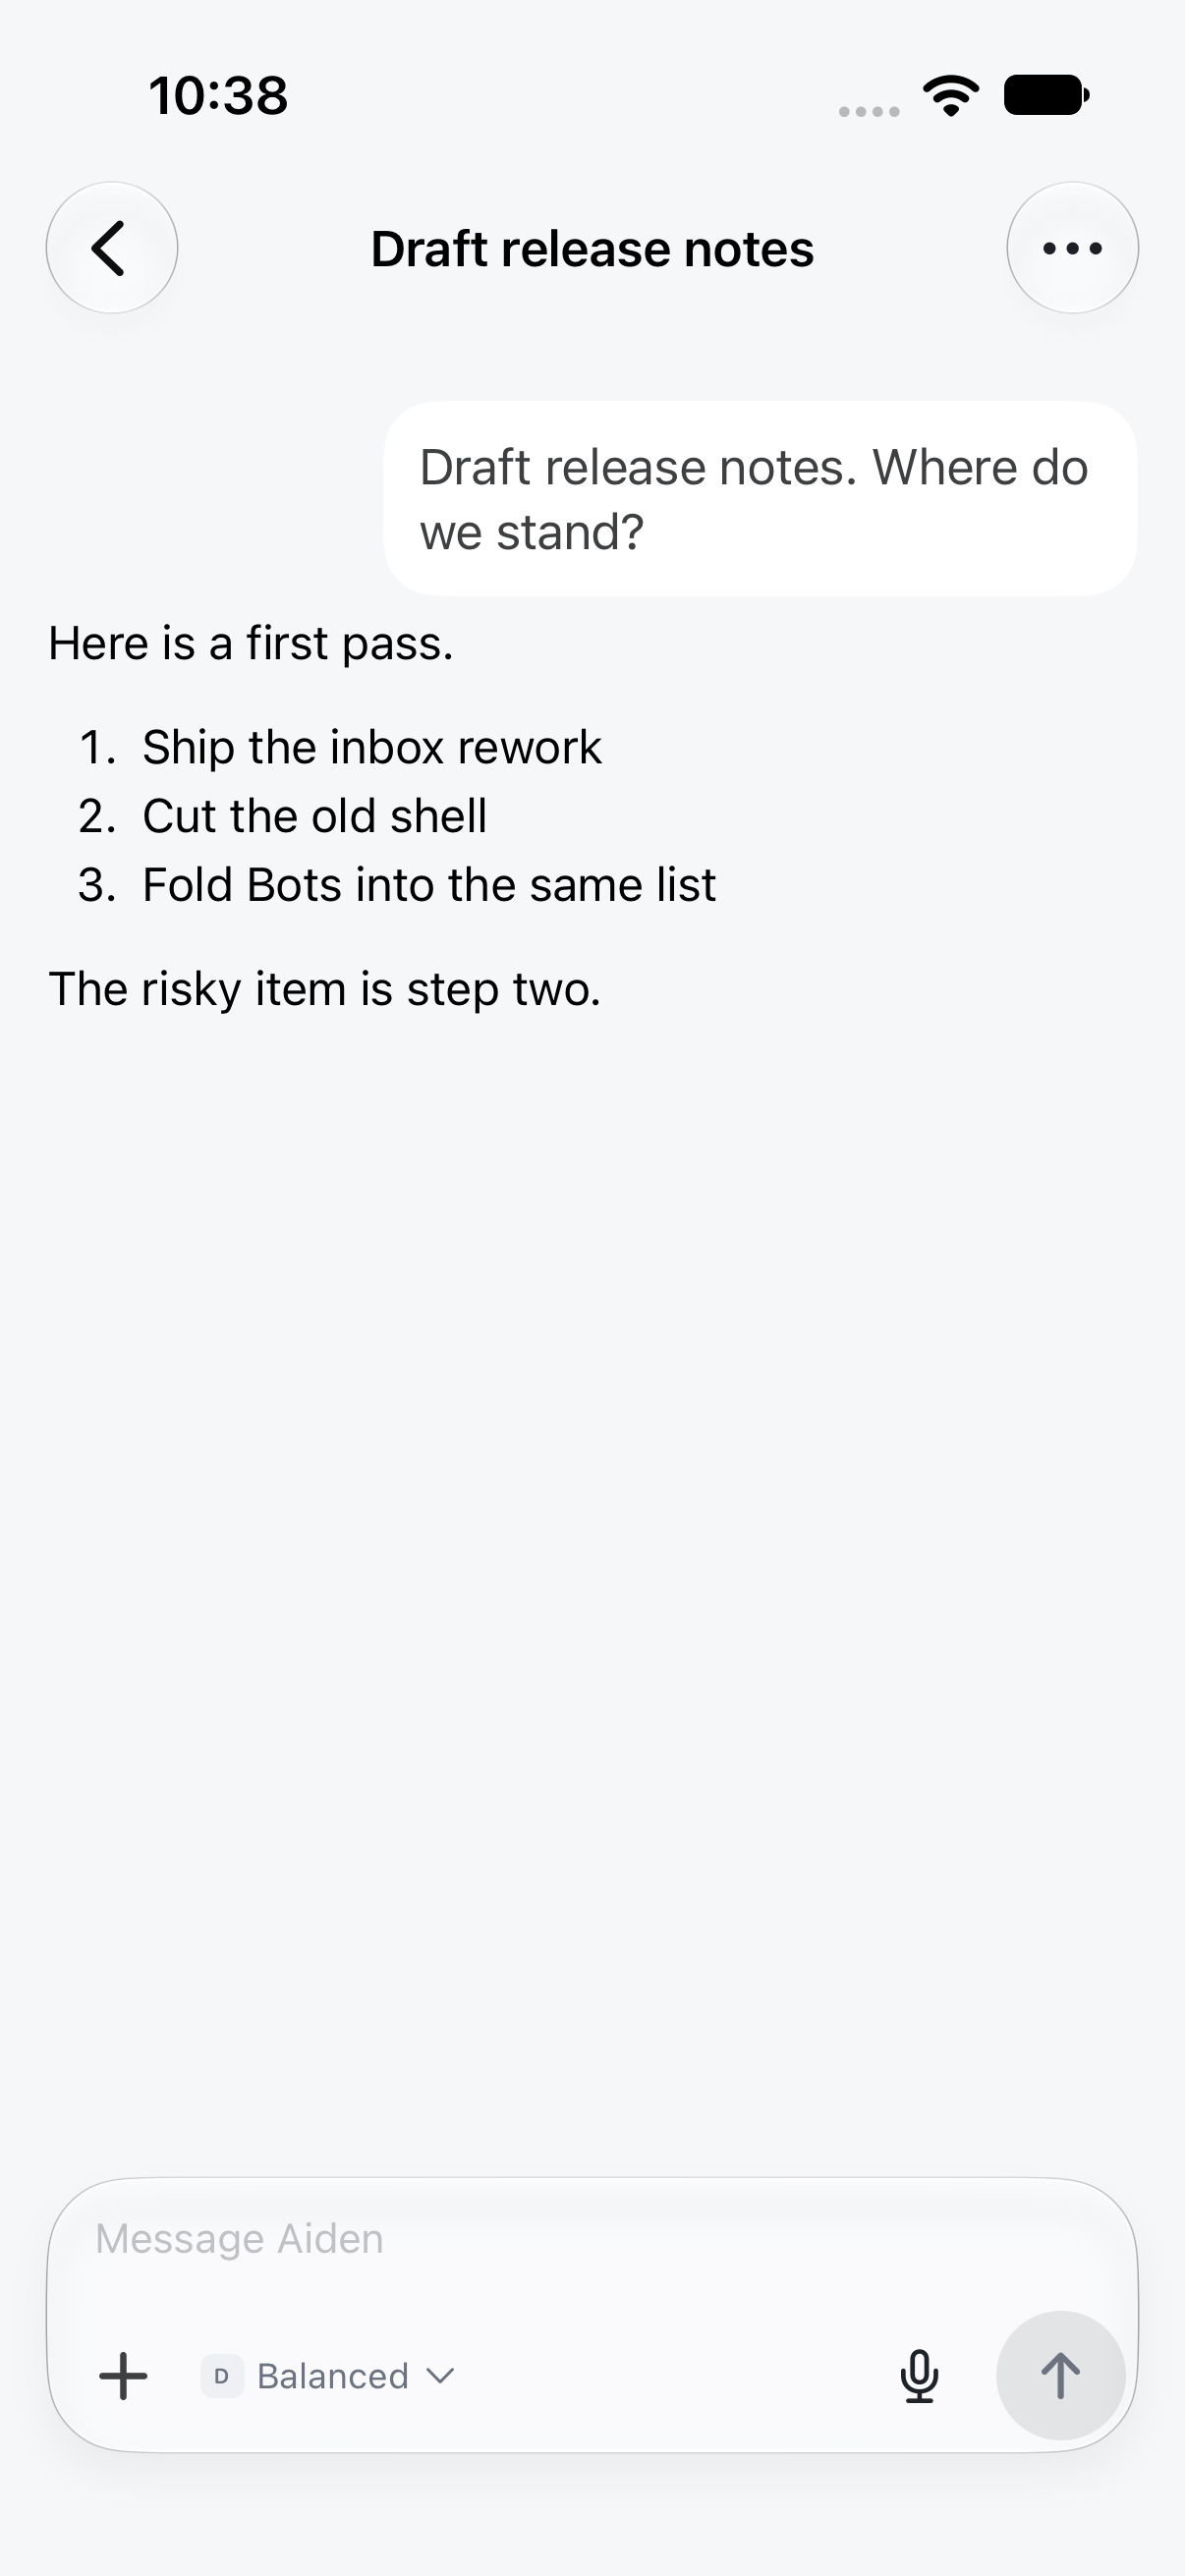 10:38
Draft release notes
Draft release notes. Where do
we stand?
Here is a first pass.
1. Ship the inbox rework
2. Cut the old shell
3. Fold Bots into the same list
The risky item is step two.
Message Aiden
D Balanced